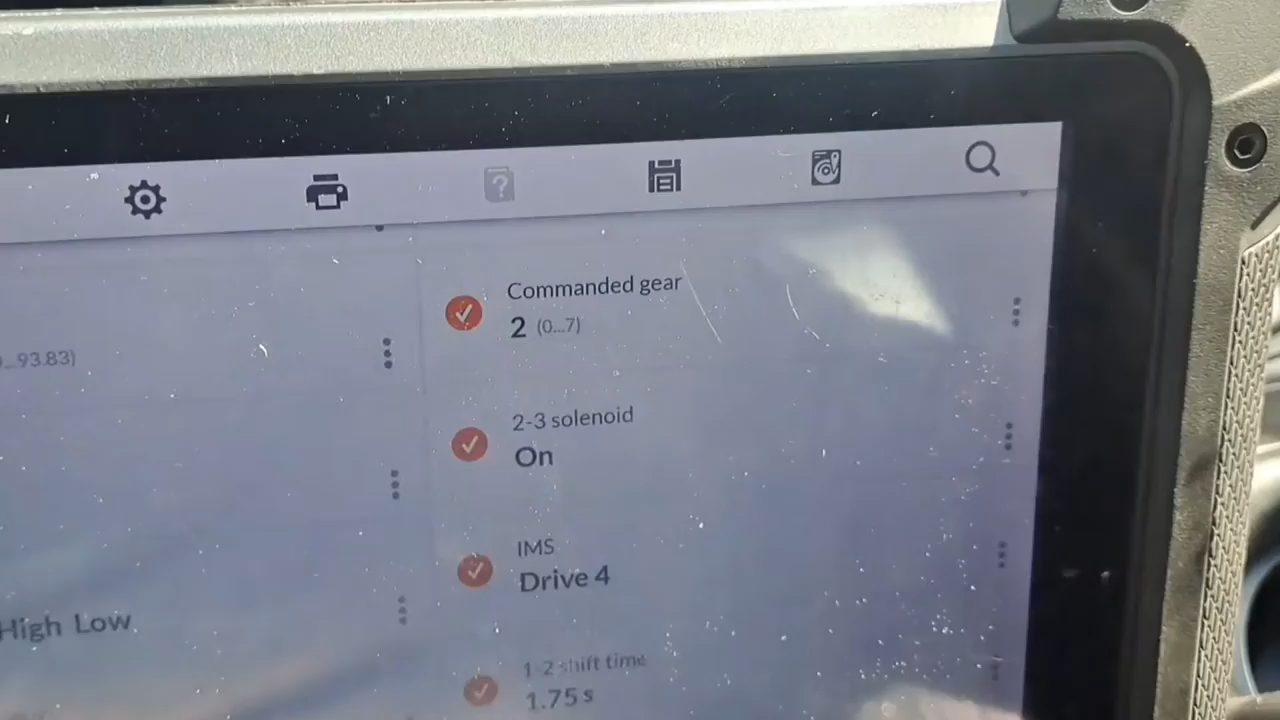 Commanded gear
2 (0...7)
...93.83)
2-3 solenoid
On
IMS
Drive 4
High Low
1 2 shift time
1.75 s